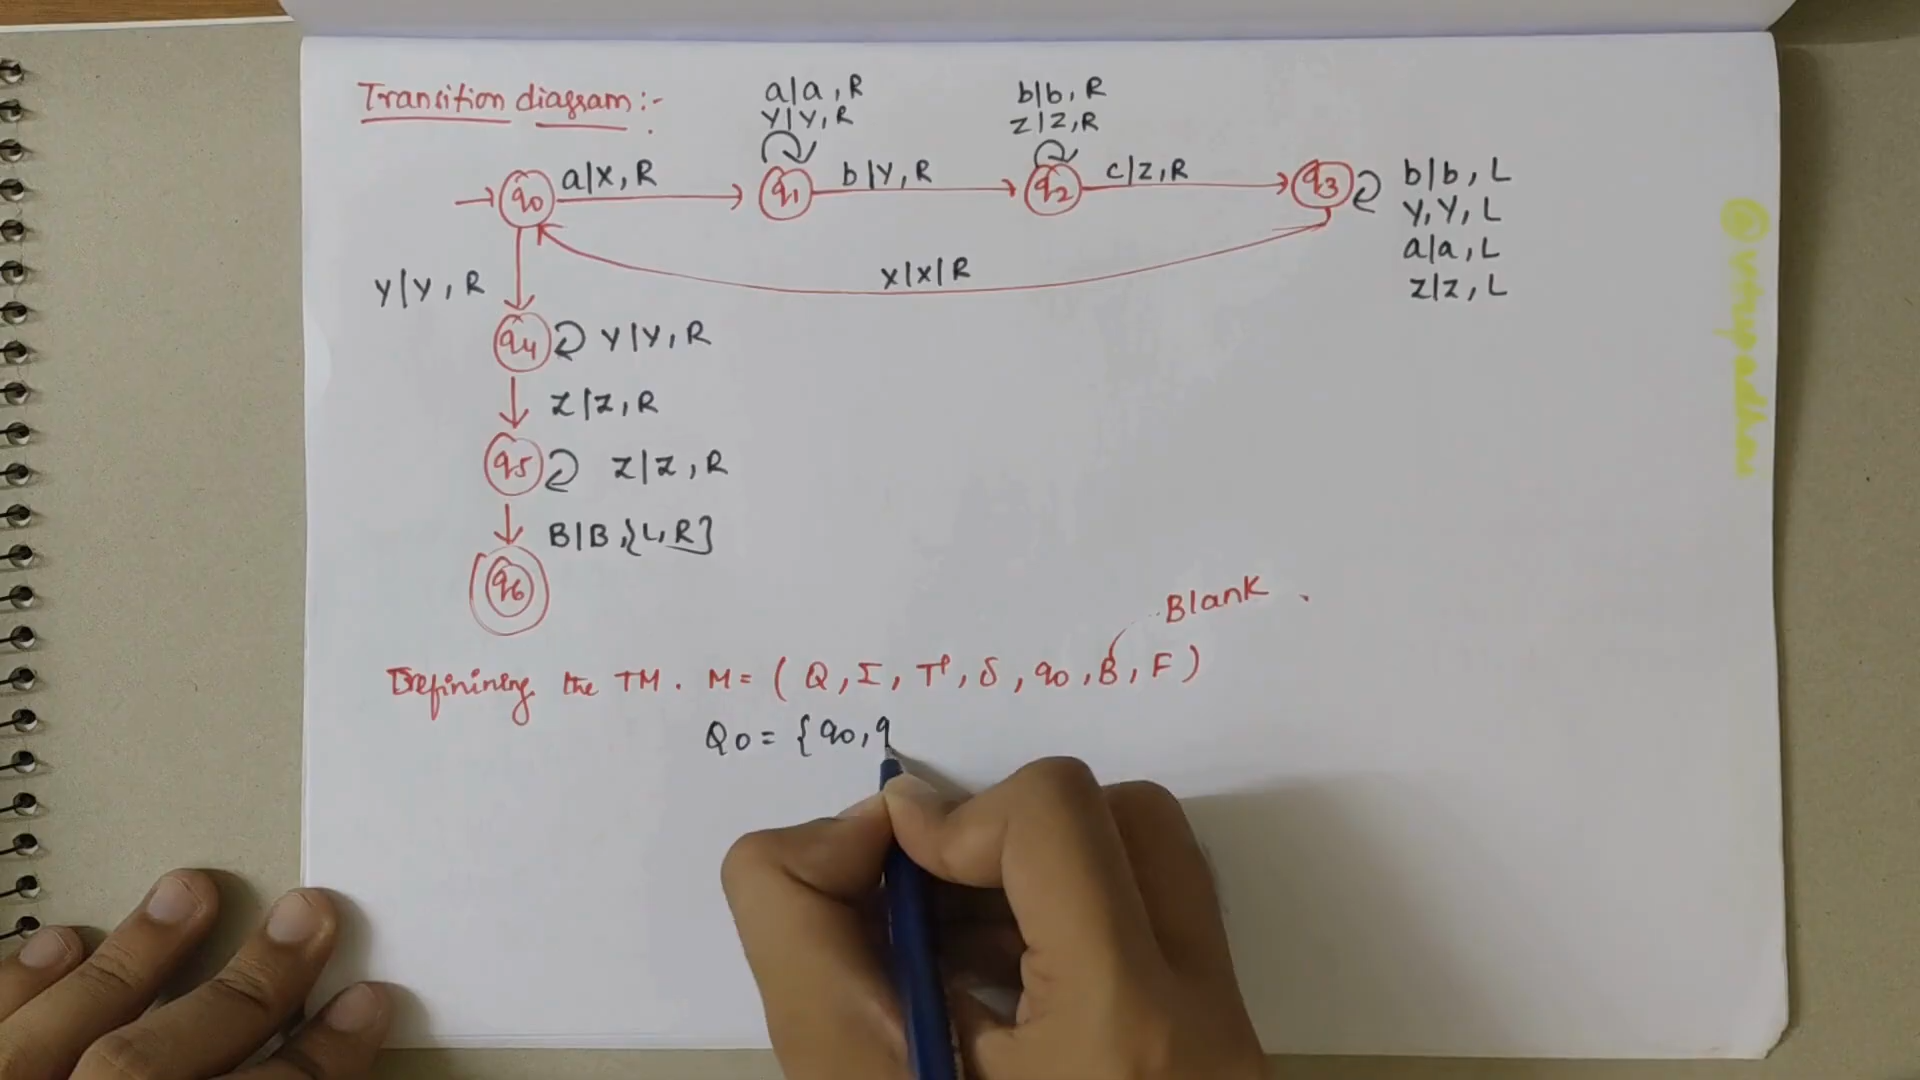 Transition diagram:-
a|a, R
Y|Y, R
b|b, R
z|z, R
q0
a|X, R
q1
b|Y, R
q2
c|z, R
q3
b|b, L
Y, Y, L
a|a, L
z|z, L
X|X|R
Y|Y, R
q4
Y|Y, R
z|z, R
q5
z|z, R
B|B, {L, R}
q6
Blank
Defining the TM. M = ( Q, Σ, Γ, δ, q0, B, F )
Q0 = { q0, q